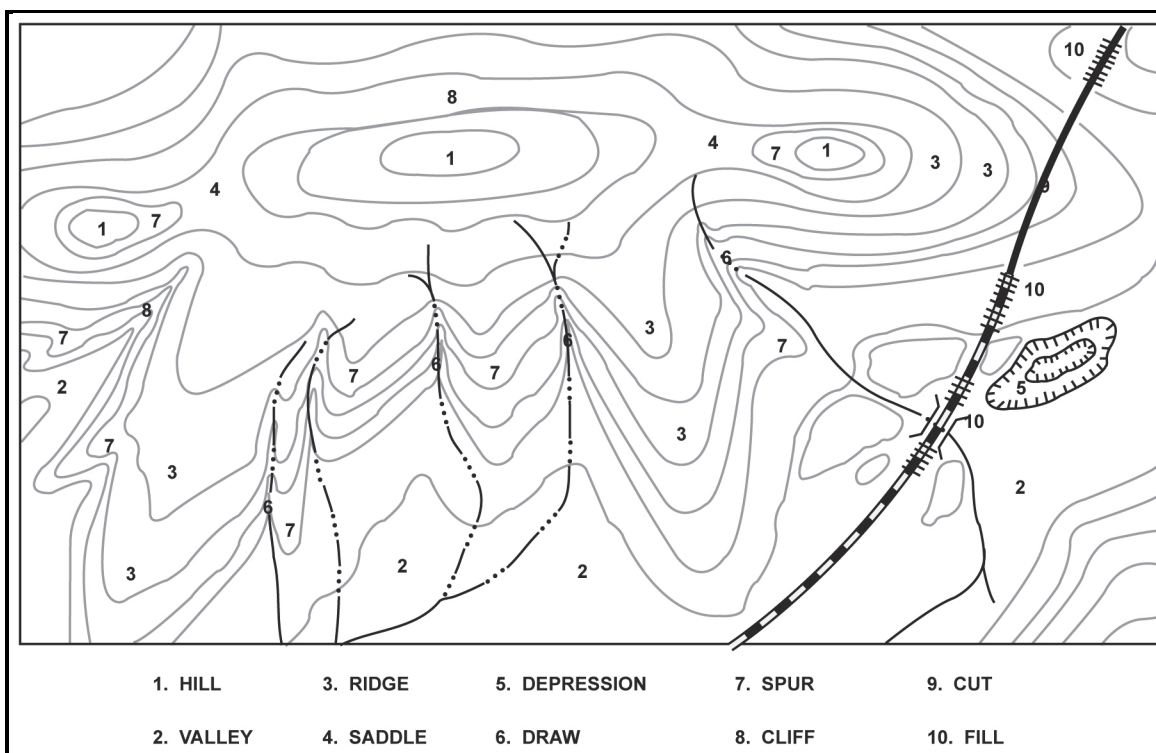 10
8
1 4 7 1 3 3
4 9
1 7
6
10
8
7 6 3 7
7 6 7
2 5
10
7 3
3 2
6
7
3 2 2
1. HILL 3. RIDGE 5. DEPRESSION 7. SPUR 9. CUT
2. VALLEY 4. SADDLE 6. DRAW 8. CLIFF 10. FILL